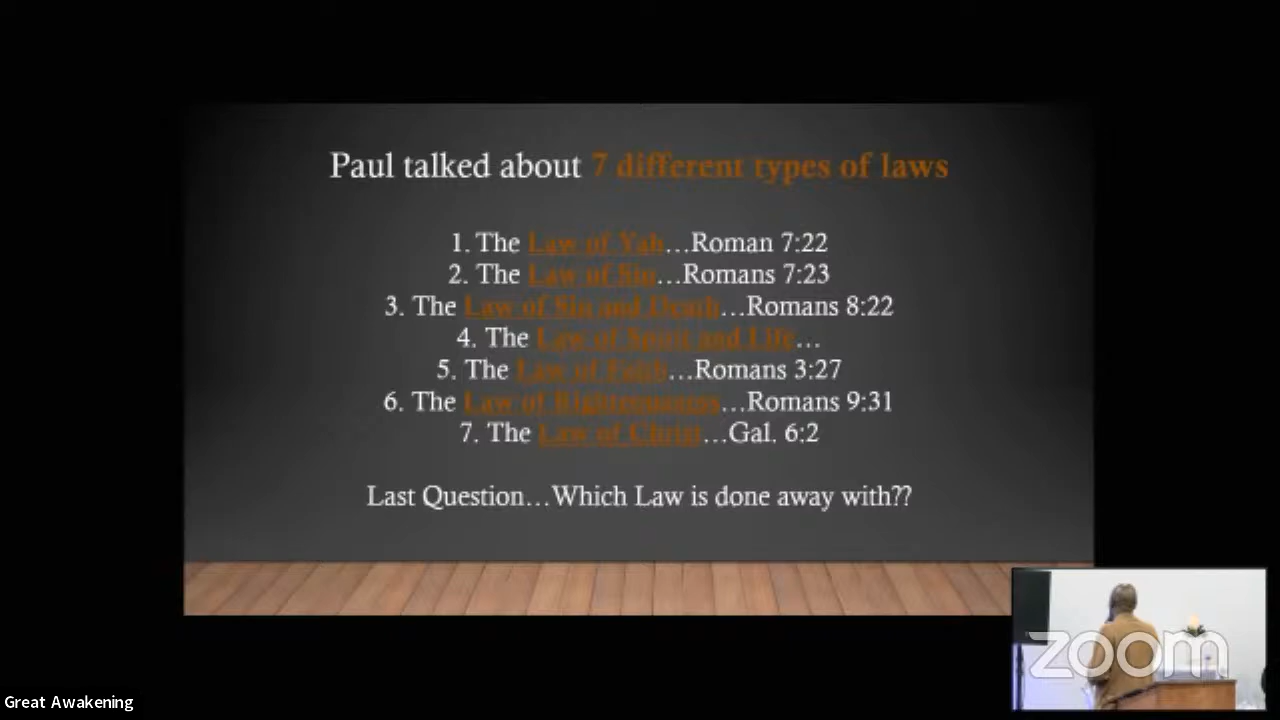 Paul talked about 7 different types of laws
1. The Law of Yah…Roman 7:22
2. The Law of Sin…Romans 7:23
3. The Law of Sin and Death…Romans 8:22
4. The Law of Spirit and Life…
5. The Law of Faith…Romans 3:27
6. The Law of Righteousness…Romans 9:31
7. The Law of Christ…Gal. 6:2
Last Question…Which Law is done away with??
zoom
Great Awakening